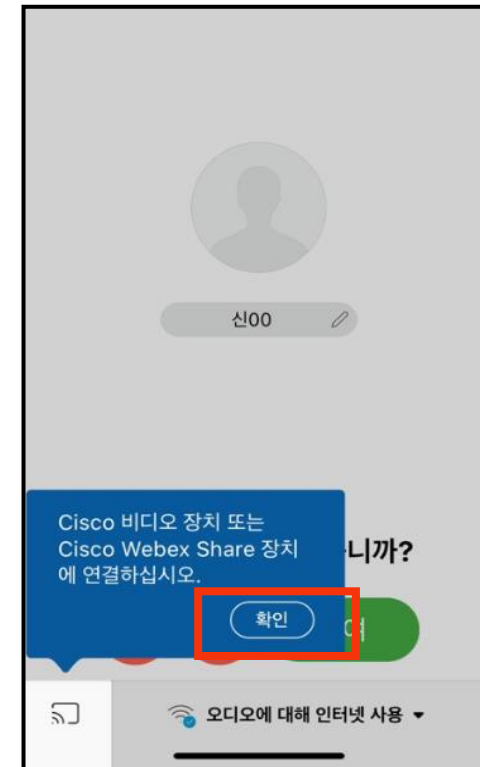 신00
Cisco 비디오 장치 또는
Cisco Webex Share 장치
에 연결하십시오.
니까?
확인
오디오에 대해 인터넷 사용